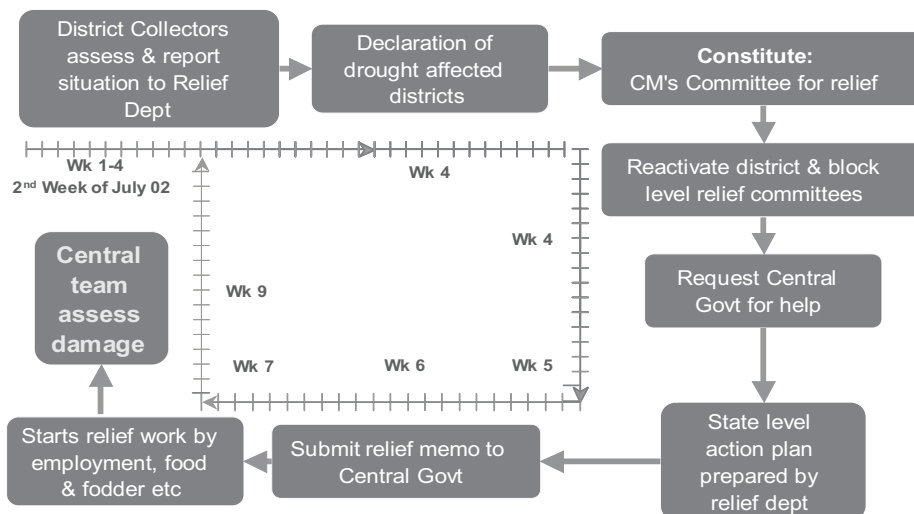 District Collectors
assess & report
situation to Relief
Dept
Declaration of
drought affected
districts
Constitute:
CM's Committee for relief
Wk 1-4
2nd Week of July 02
Wk 4
Reactivate district & block
level relief committees
Wk 4
Central
team
assess
damage
Wk 9
Request Central
Govt for help
Wk 7
Wk 6
Wk 5
Starts relief work by
employment, food
& fodder etc
Submit relief memo to
Central Govt
State level
action plan
prepared by
relief dept